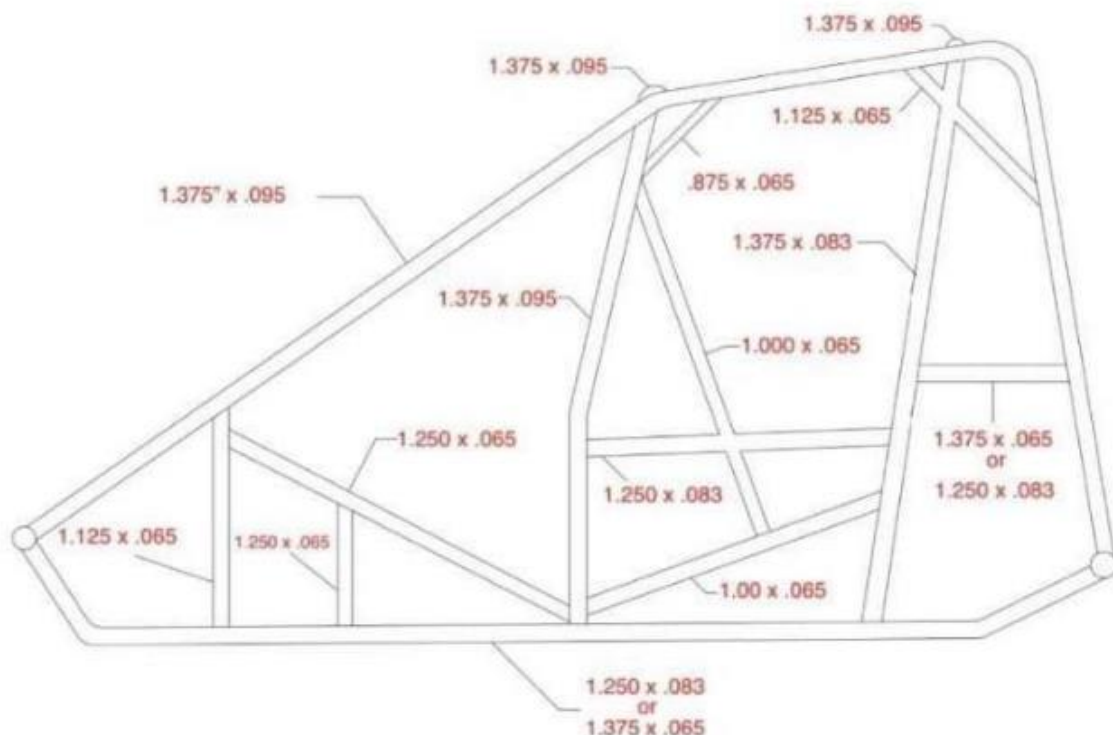 1.375 x .095
1.375 x .095
1.125 x .065
.875 x .065
1.375" x .095
1.375 x .083
1.375 x .095
1.000 x .065
1.250 x .065
1.375 x .065
or
1.250 x .083
1.250 x .083
1.125 x .065
1.250 x .065
1.00 x .065
1.250 x .083
or
1.375 x .065